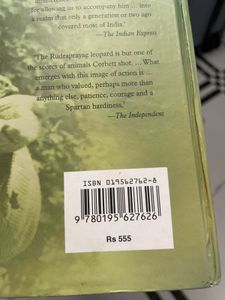 for allowing us to accompany him ... into
a realm that only a generation or two ago
covered most of India.'
—The Indian Express
'The Rudraprayag leopard is but one of
the scores of animals Corbett shot. ... What
emerges with this image of action is ...
a man who valued, perhaps more than
anything else, patience, courage and a
Spartan hardiness.'
—The Independent
ISBN 019562762-8
9 780195 627626
Rs 555